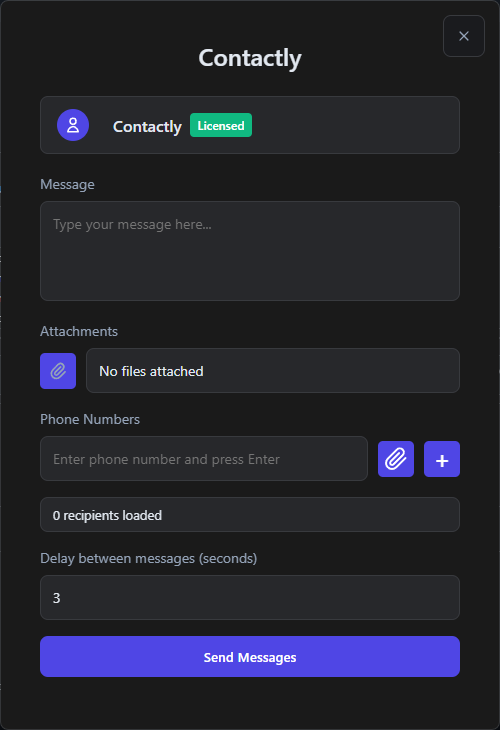 Contactly
Contactly Licensed
Message
Type your message here...
Attachments
No files attached
Phone Numbers
Enter phone number and press Enter
+
0 recipients loaded
Delay between messages (seconds)
3
Send Messages